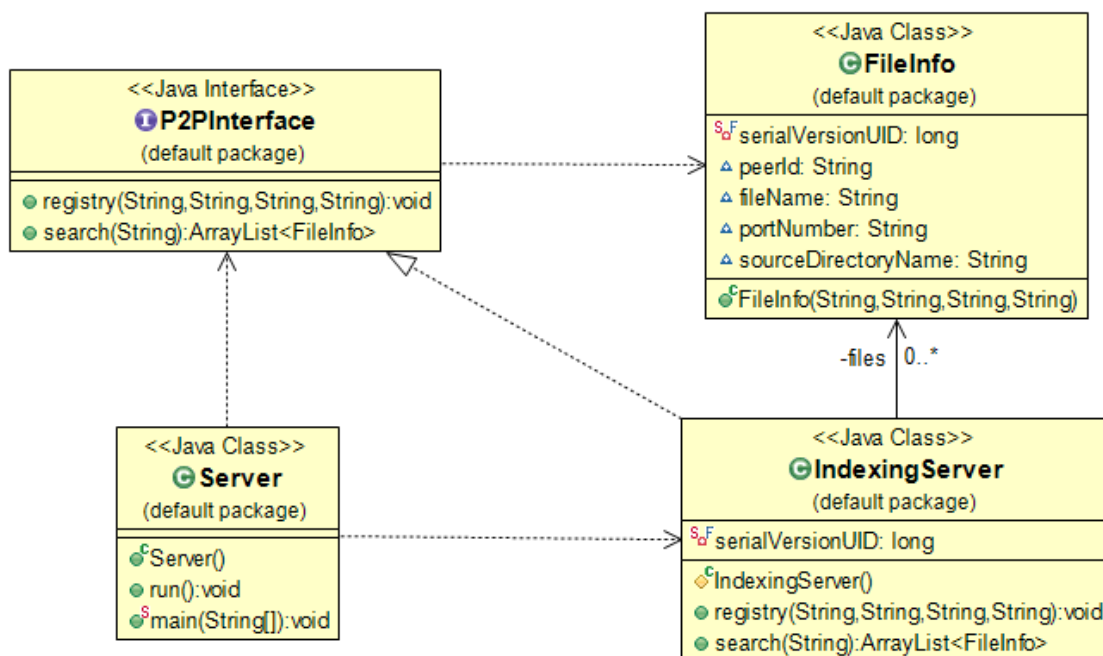 <<Java Interface>>
P2PInterface
(default package)
registry(String,String,String,String):void
search(String):ArrayList<FileInfo>
<<Java Class>>
FileInfo
(default package)
serialVersionUID: long
peerId: String
fileName: String
portNumber: String
sourceDirectoryName: String
FileInfo(String,String,String,String)
-files 0..*
<<Java Class>>
Server
(default package)
Server()
run():void
main(String[]):void
<<Java Class>>
IndexingServer
(default package)
serialVersionUID: long
IndexingServer()
registry(String,String,String,String):void
search(String):ArrayList<FileInfo>